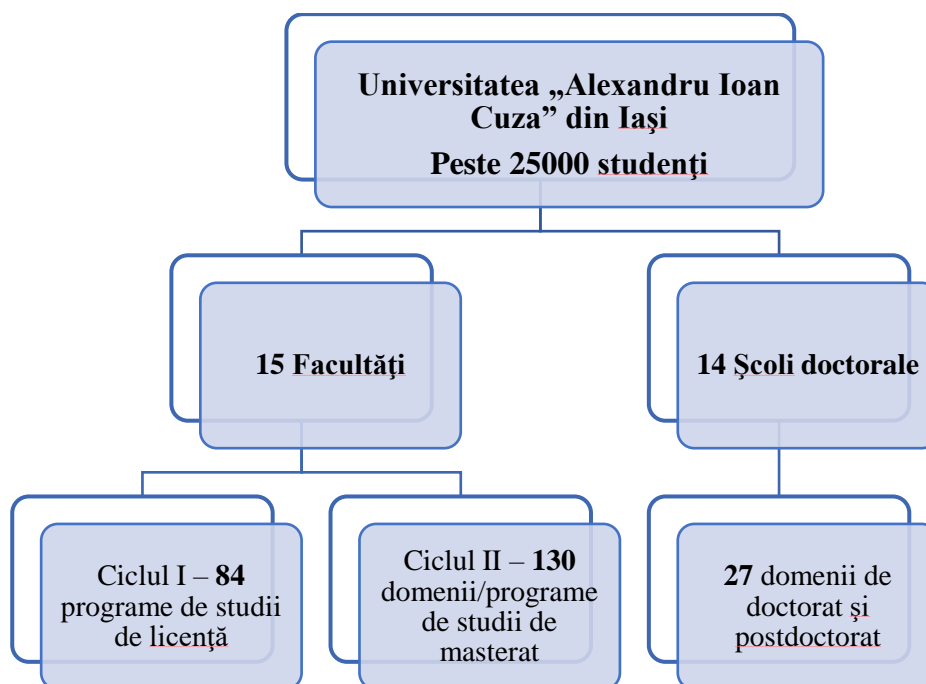 Universitatea „Alexandru Ioan
Cuza” din Iaşi
Peste 25000 studenţi
15 Facultăţi
14 Şcoli doctorale
Ciclul I – 84
programe de studii
de licenţă
Ciclul II – 130
domenii/programe
de studii de
masterat
27 domenii de
doctorat şi
postdoctorat